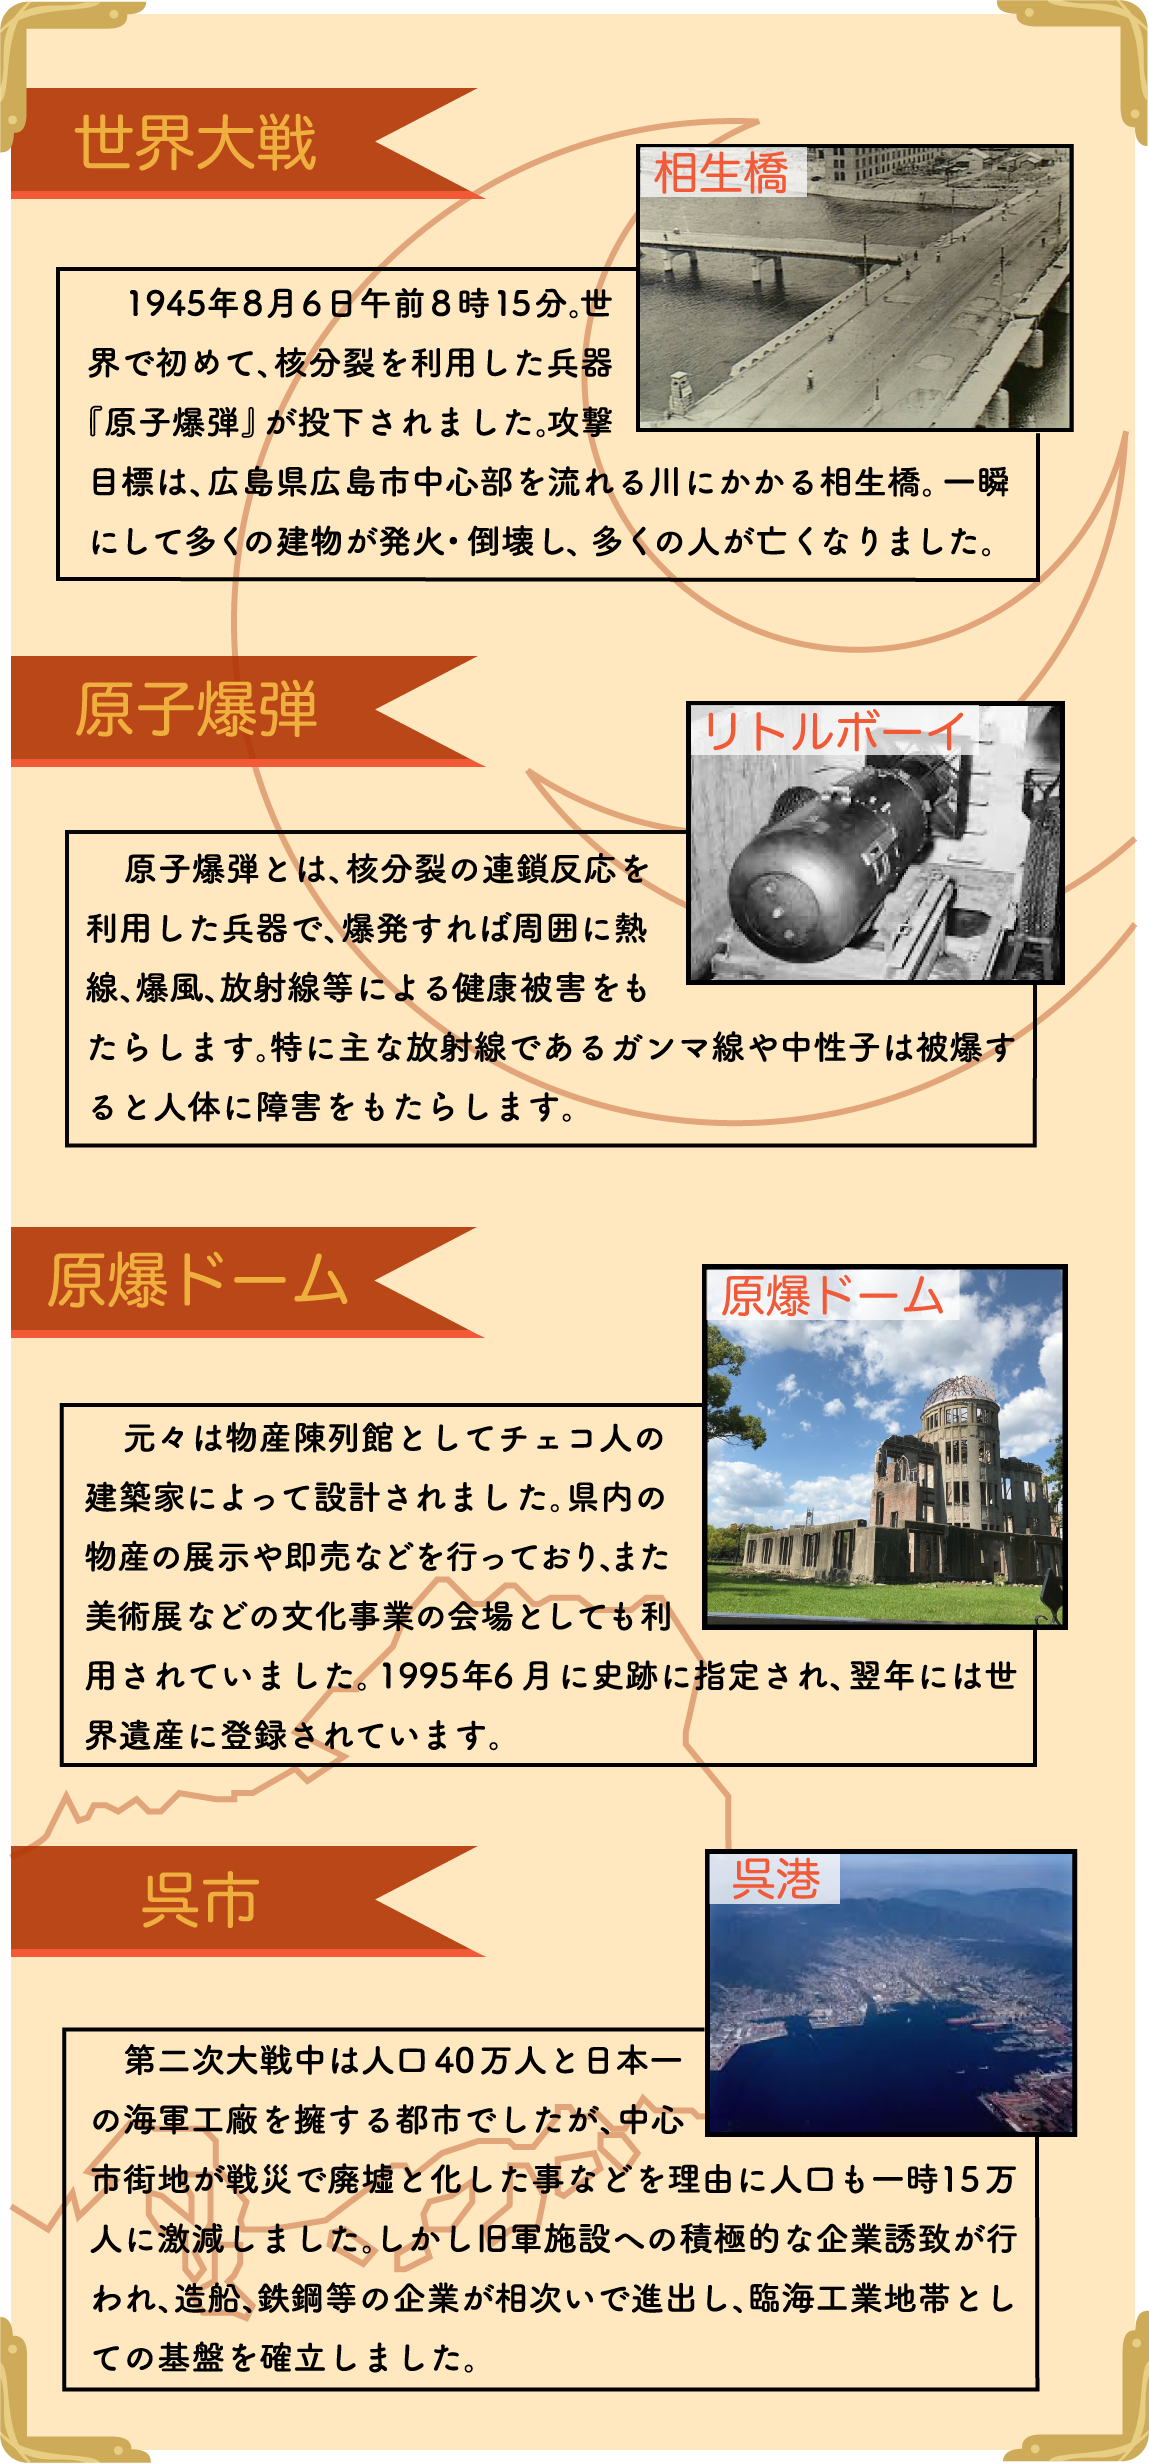 世界大戦
相生橋
1945年8月6日午前8時15分。世
界で初めて、核分裂を利用した兵器
『原子爆弾』が投下されました。攻撃
目標は、広島県広島市中心部を流れる川にかかる相生橋。一瞬
にして多くの建物が発火・倒壊し、多くの人が亡くなりました。
原子爆弾
リトルボーイ
原子爆弾とは、核分裂の連鎖反応を
利用した兵器で、爆発すれば周囲に熱
線、爆風、放射線等による健康被害をも
たらします。特に主な放射線であるガンマ線や中性子は被爆す
ると人体に障害をもたらします。
原爆ドーム
原爆ドーム
元々は物産陳列館としてチェコ人の
建築家によって設計されました。県内の
物産の展示や即売などを行っており、また
美術展などの文化事業の会場としても利
用されていました。1995年6月に史跡に指定され、翌年には世
界遺産に登録されています。
呉市
呉港
第二次大戦中は人口40万人と日本一
の海軍工廠を擁する都市でしたが、中心
市街地が戦災で廃墟と化した事などを理由に人口も一時15万
人に激減しました。しかし旧軍施設への積極的な企業誘致が行
われ、造船、鉄鋼等の企業が相次いで進出し、臨海工業地帯とし
ての基盤を確立しました。